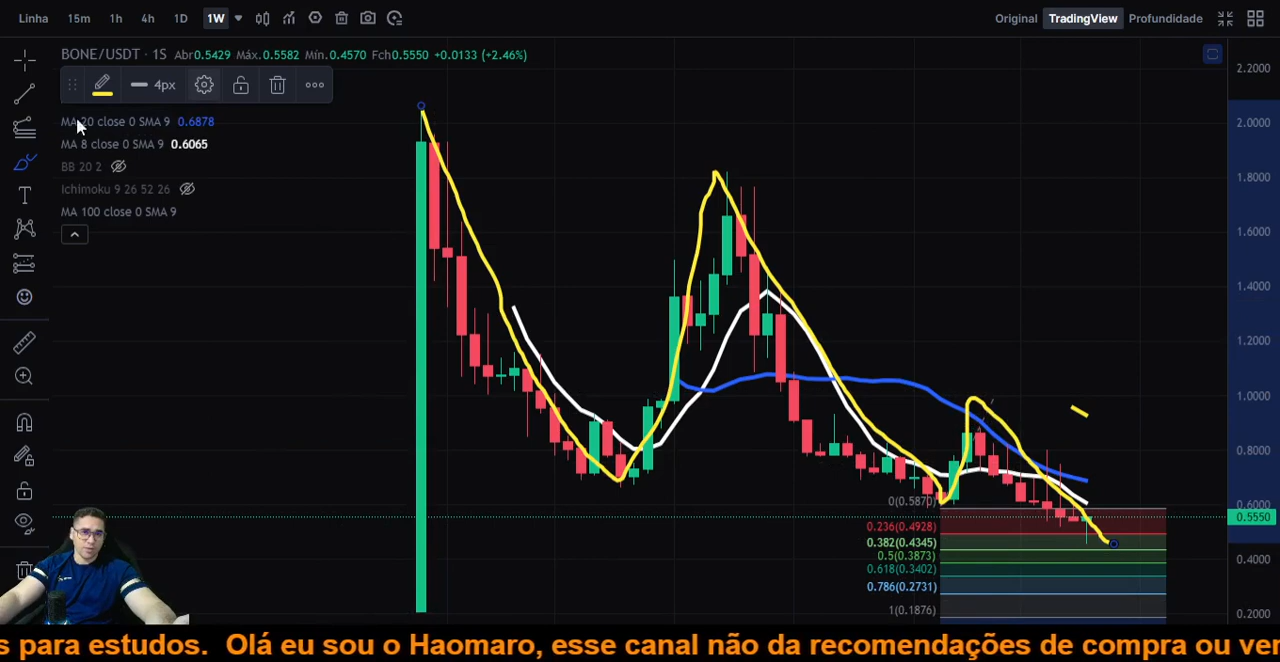 Linha 15m 1h 4h 1D 1W Original TradingView Profundidade
BONE/USDT · 1S Abr0.5429 Máx.0.5582 Mín.0.4570 Fch0.5550 +0.0133 (+2.46%)
4px
MA 20 close 0 SMA 9 0.6878
MA 8 close 0 SMA 9 0.6065
BB 20 2
Ichimoku 9 26 52 26
MA 100 close 0 SMA 9
2.2000
2.0000
1.8000
1.6000
1.4000
1.2000
1.0000
0.8000
0.6000
0.5550
0.4000
0.2000
0(0.5870)
0.236(0.4928)
0.382(0.4345)
0.5(0.3873)
0.618(0.3402)
0.786(0.2731)
1(0.1876)
s para estudos. Olá eu sou o Haomaro, esse canal não da recomendações de compra ou ver